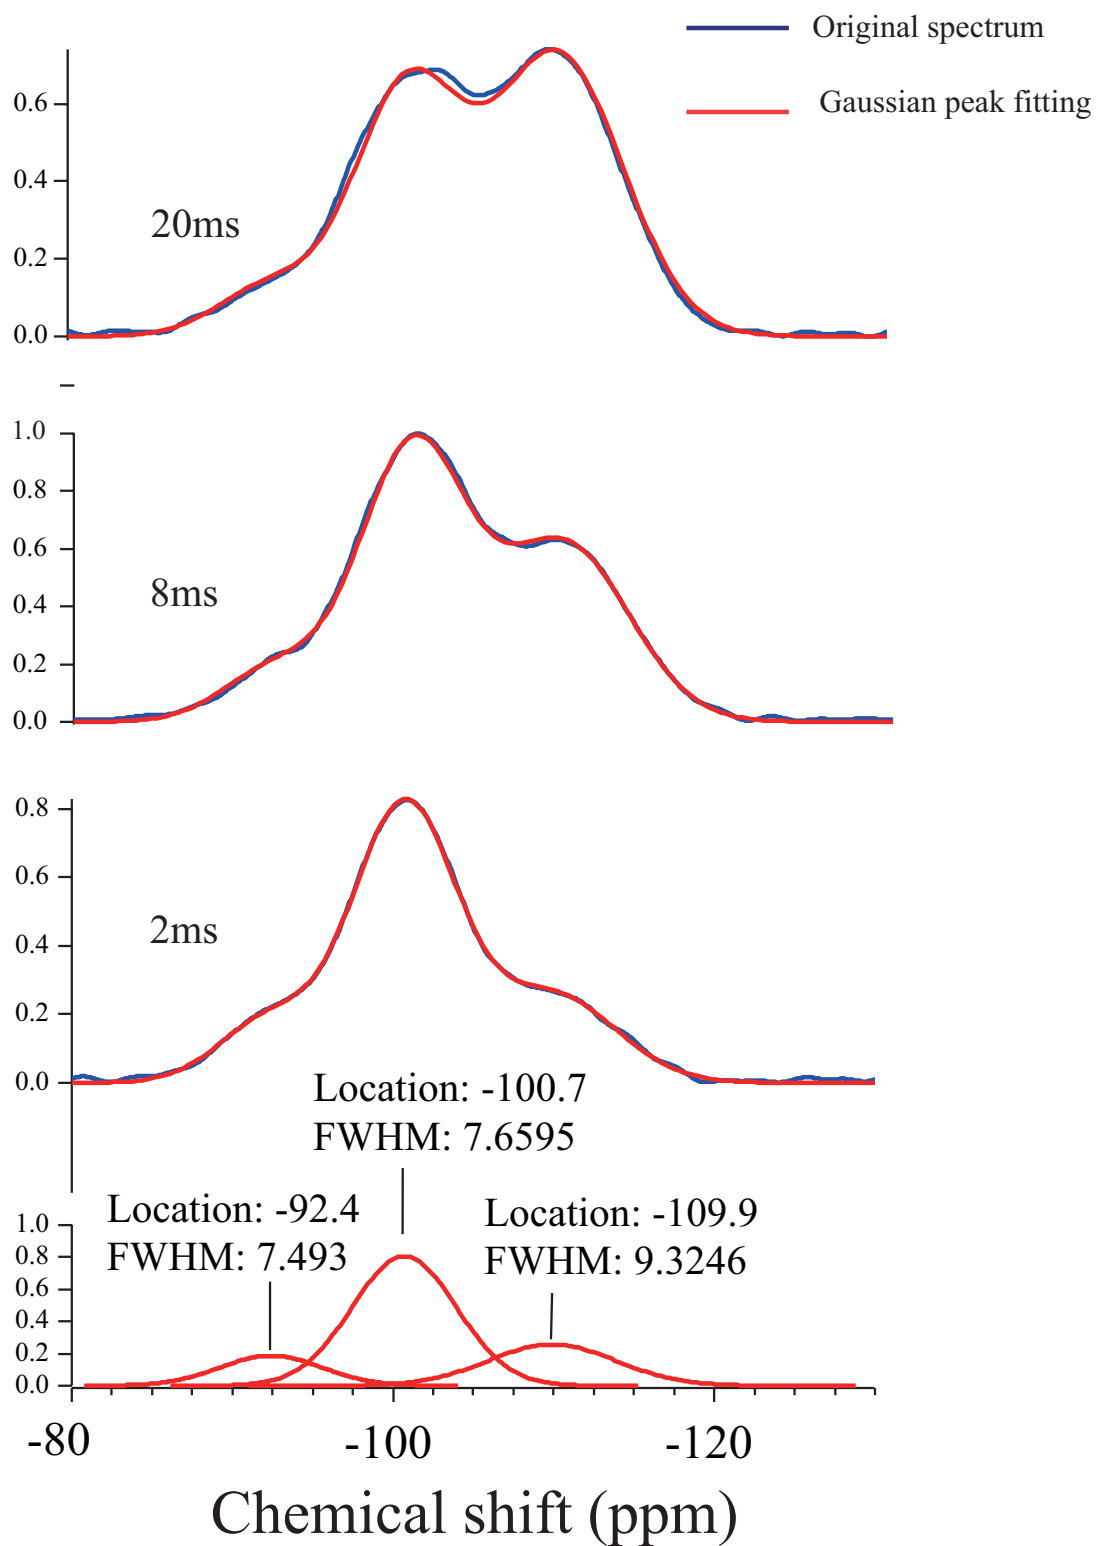 Original spectrum
Gaussian peak fitting
0.6
0.4
20ms
0.2
0.0
1.0
0.8
0.6
8ms
0.4
0.2
0.0
0.8
0.6
2ms
0.4
0.2
0.0
Location: -100.7
FWHM: 7.6595
Location: -92.4
FWHM: 7.493
Location: -109.9
FWHM: 9.3246
1.0
0.8
0.6
0.4
0.2
0.0
-80 -100 -120
Chemical shift (ppm)